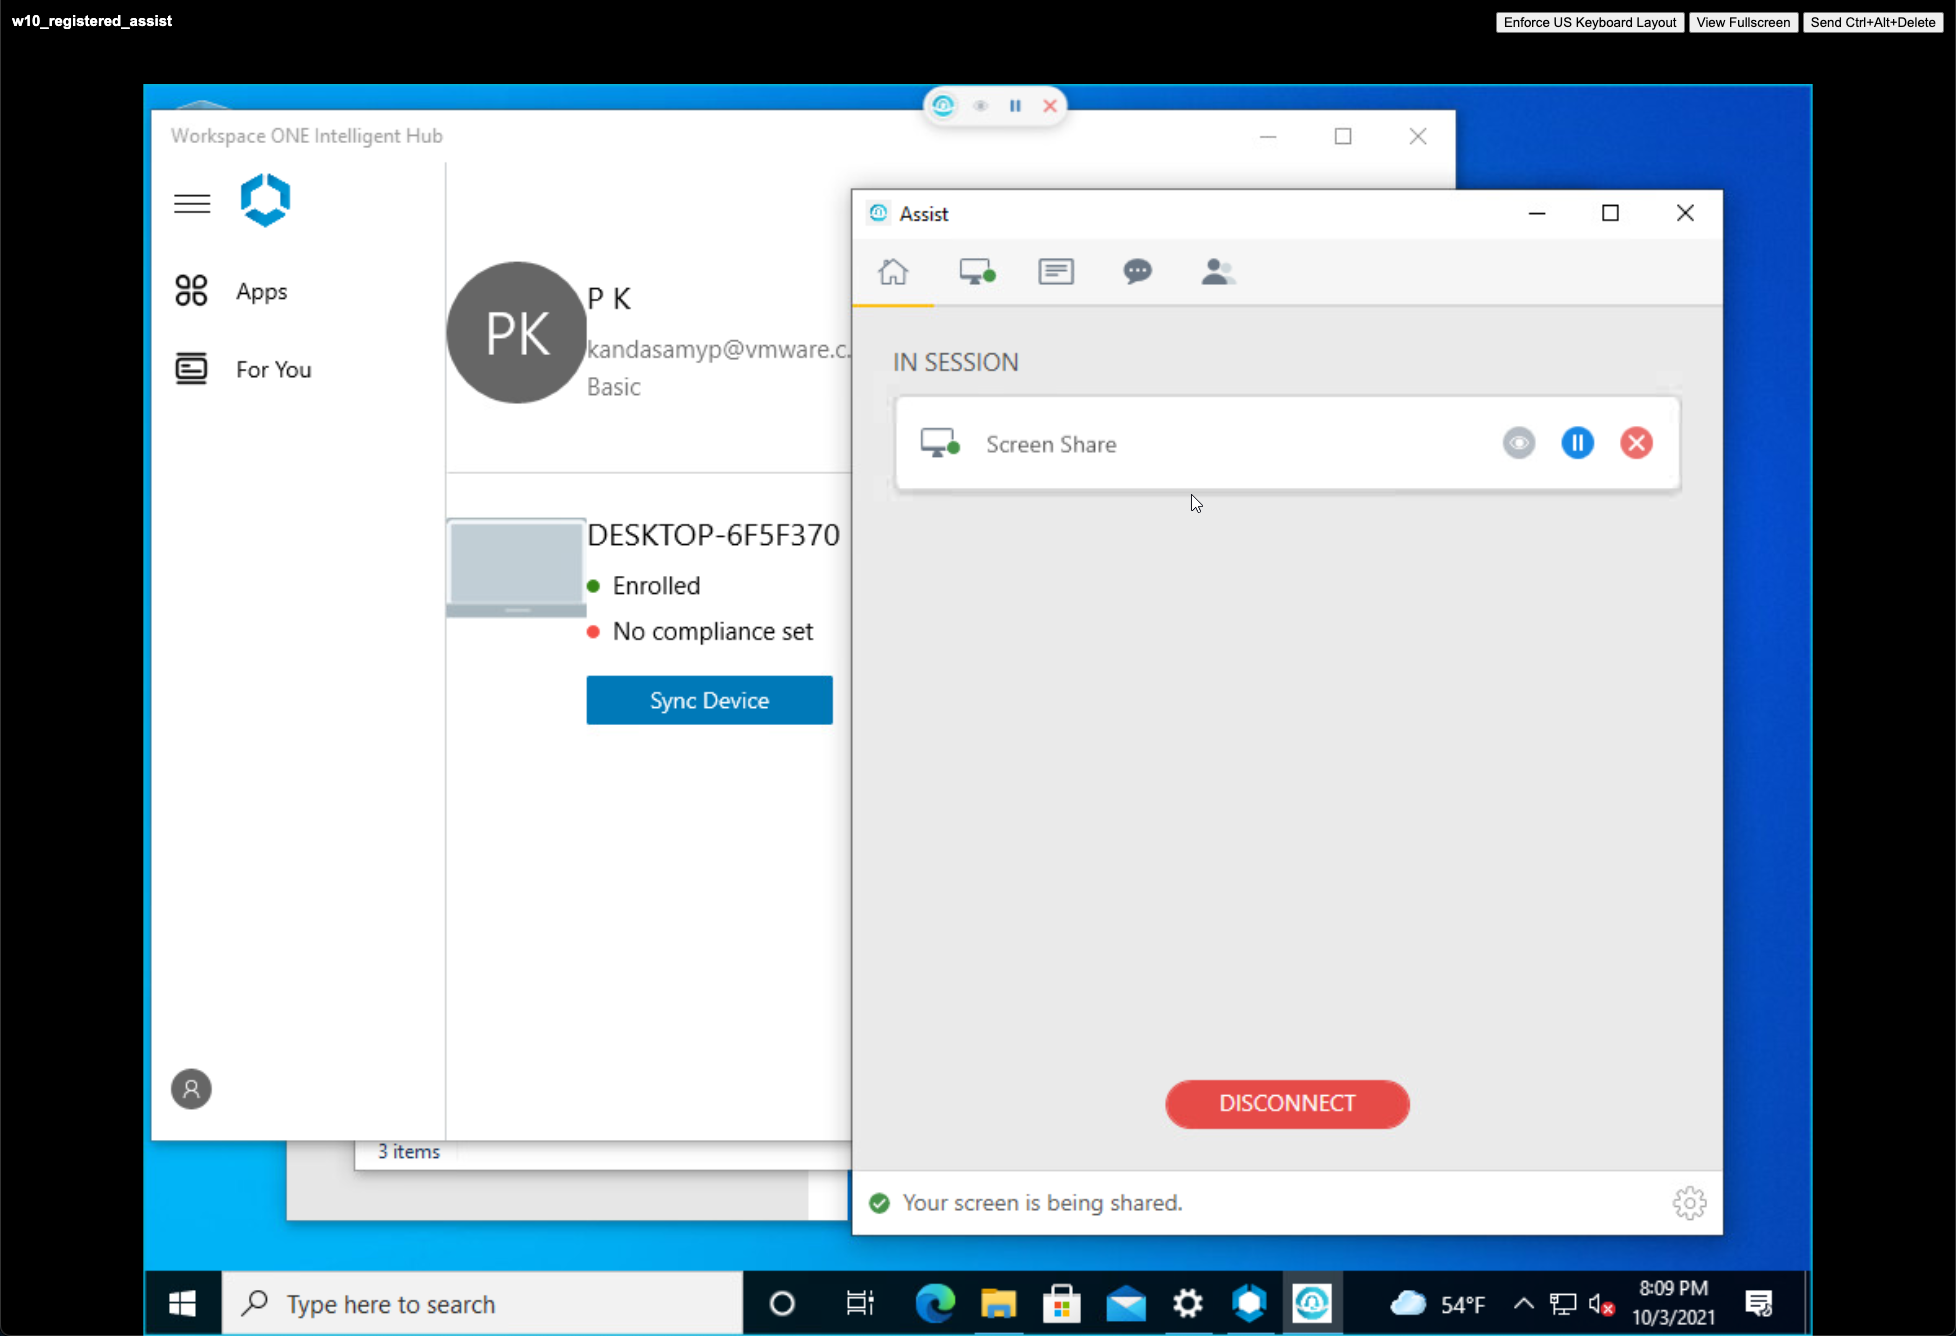 w10_registered_assist
Enforce US Keyboard Layout
View Fullscreen
Send Ctrl+Alt+Delete
Workspace ONE Intelligent Hub
Apps
For You
PK
P K
kandasamyp@vmware.c.
Basic
DESKTOP-6F5F370
Enrolled
No compliance set
Sync Device
3 items
Assist
IN SESSION
Screen Share
DISCONNECT
Your screen is being shared.
Type here to search
54°F
8:09 PM
10/3/2021